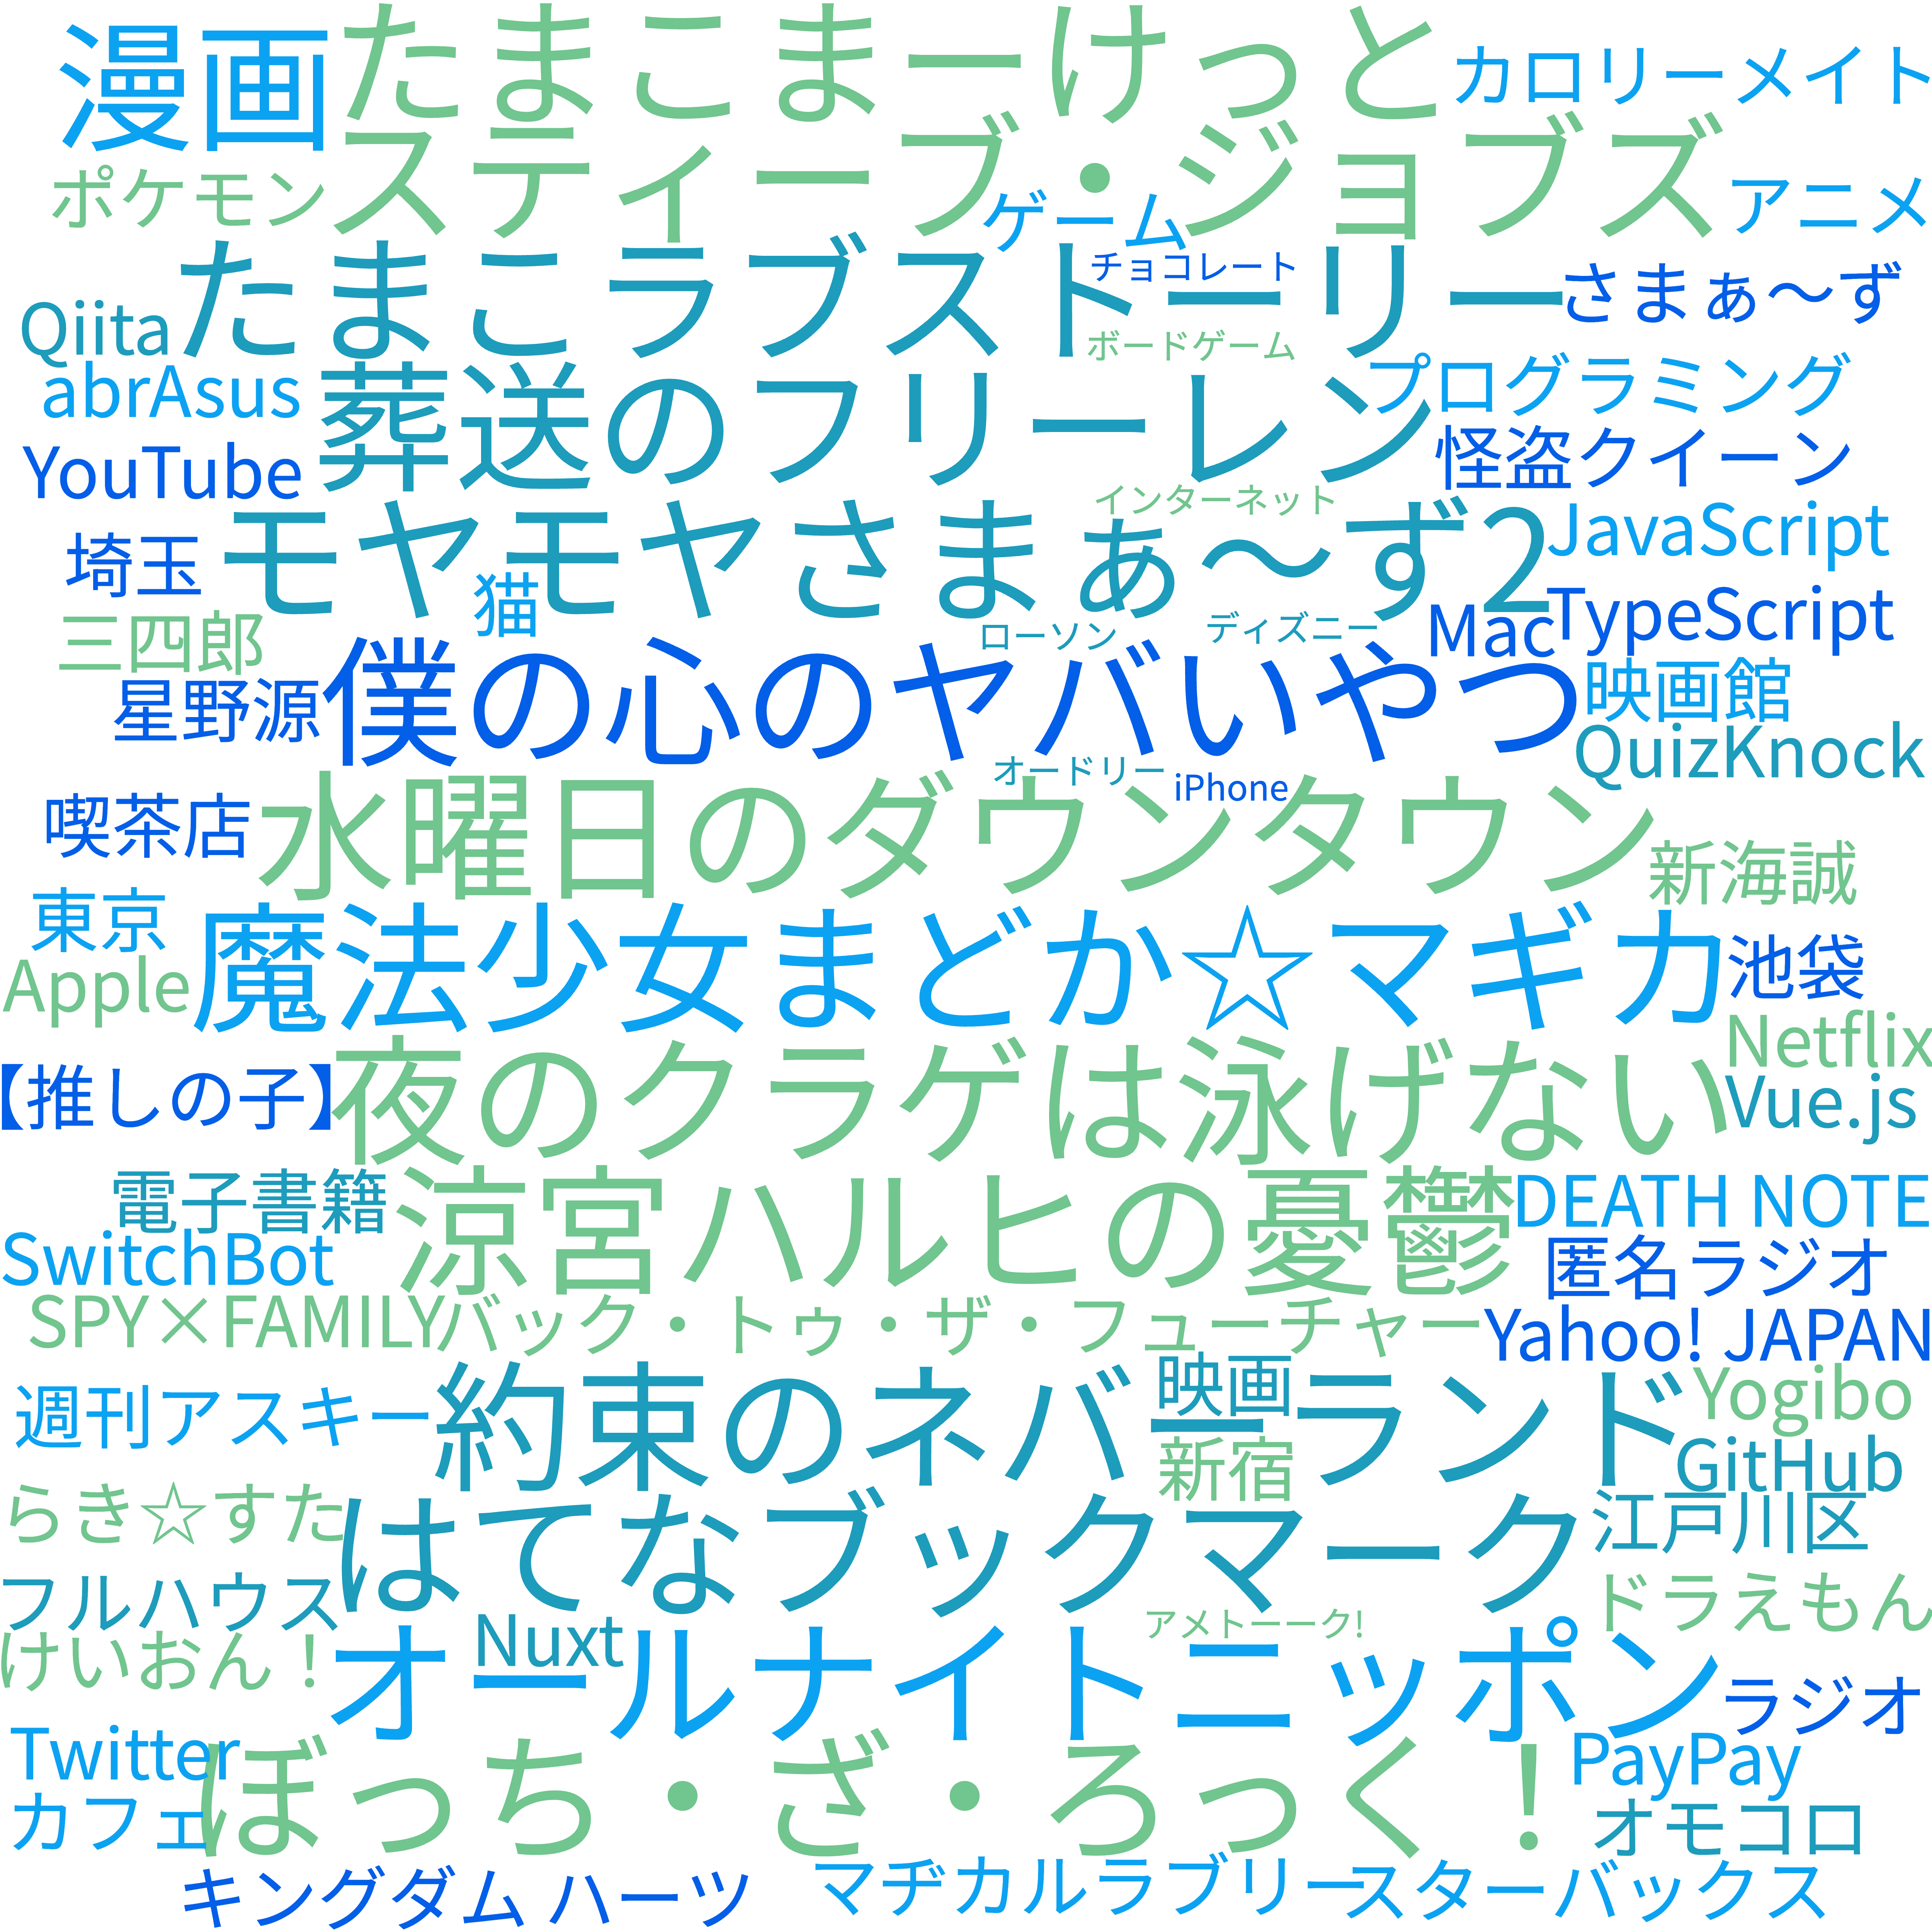 漫画
たまこまーけっと
カロリーメイト
スティーブ・ジョブズ
ポケモン
ゲーム
アニメ
たまこラブストーリー
チョコレート
さまぁ〜ず
Qiita
ボードゲーム
abrAsus
葬送のフリーレン
プログラミング
YouTube
怪盗クイーン
インターネット
モヤモヤさまぁ〜ず2
JavaScript
埼玉
猫
TypeScript
三四郎
ローソン
ディズニー
Mac
星野源
僕の心のヤバいやつ
映画館
QuizKnock
オードリー
iPhone
喫茶店
水曜日のダウンタウン
新海誠
東京
魔法少女まどか☆マギカ
池袋
Apple
Netflix
【推しの子】
夜のクラゲは泳げない
Vue.js
電子書籍
涼宮ハルヒの憂鬱
DEATH NOTE
SwitchBot
匿名ラジオ
SPY×FAMILY
バック・トゥ・ザ・フューチャー
Yahoo! JAPAN
週刊アスキー
約束のネバーランド
映画
Yogibo
新宿
GitHub
らき☆すた
はてなブックマーク
江戸川区
フルハウス
ドラえもん
Nuxt
アメトーーク!
けいおん！
オールナイトニッポン
ラジオ
Twitter
ぼっち・ざ・ろっく！
PayPay
カフェ
オモコロ
キングダム ハーツ
マヂカルラブリー
スターバックス